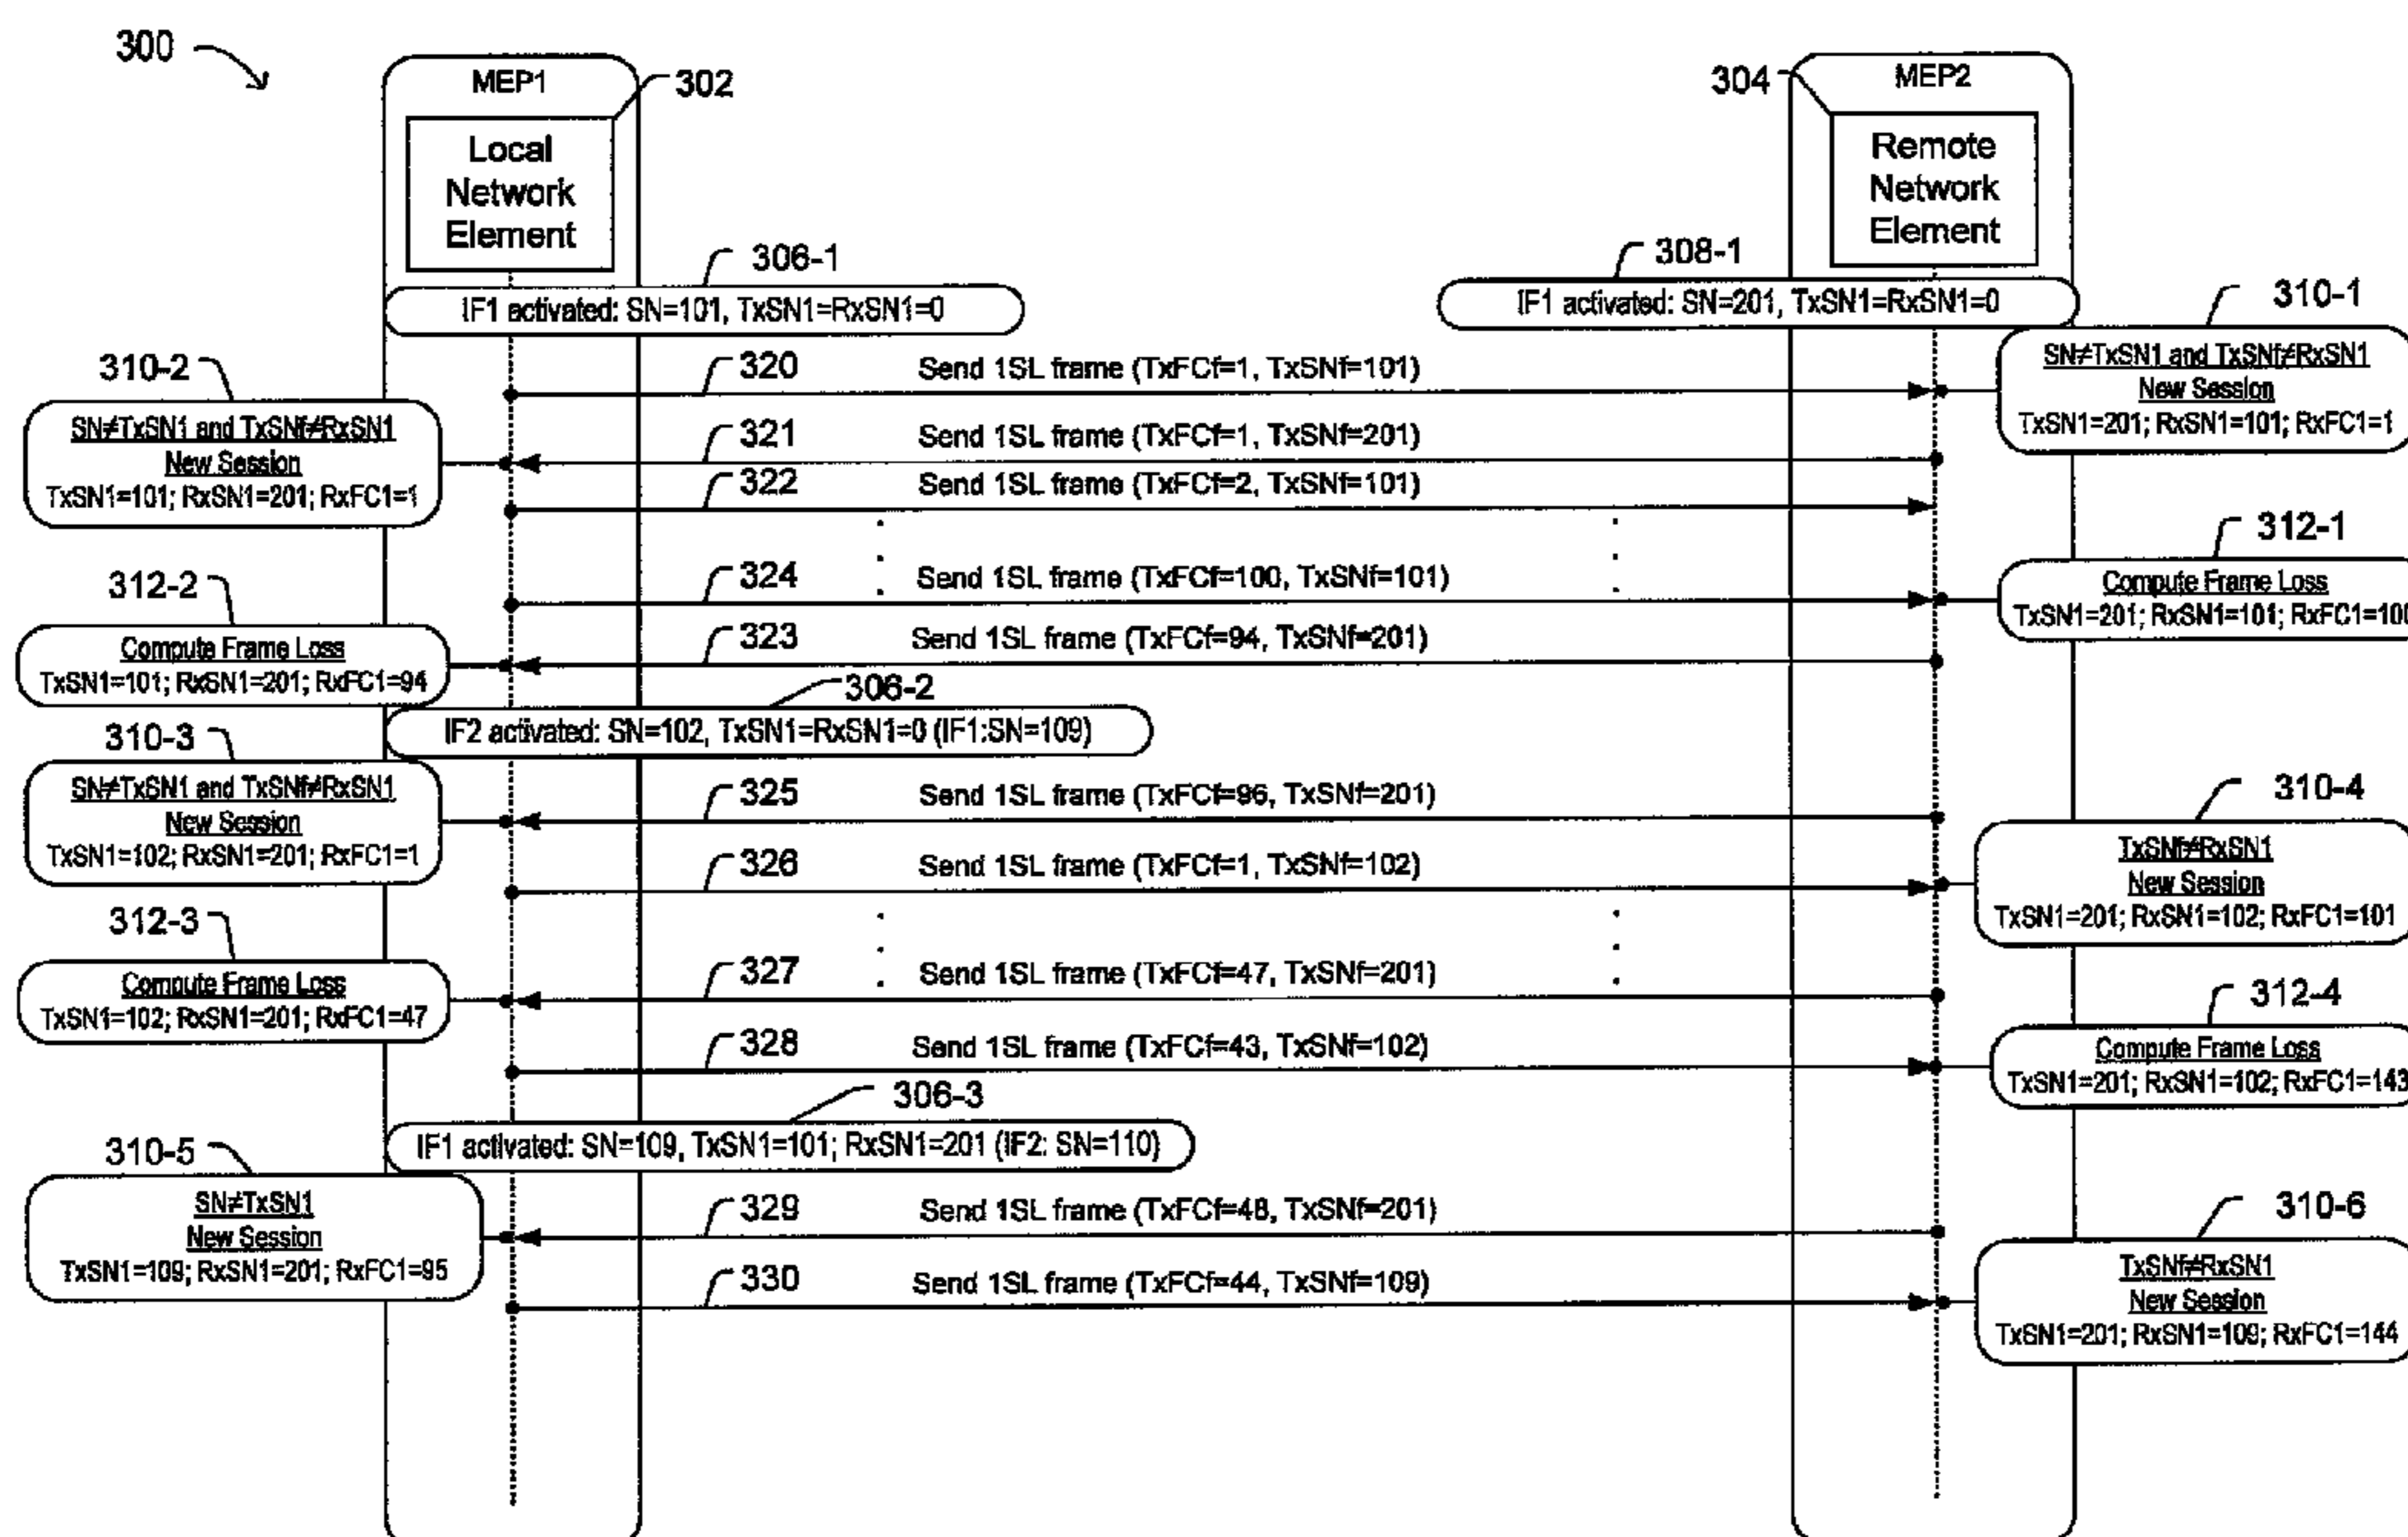 300
MEP1
302
304
MEP2
Local
Network
Element
Remote
Network
Element
306-1
308-1
IF1 activated: SN=101, TxSN1=RxSN1=0
IF1 activated: SN=201, TxSN1=RxSN1=0
310-1
SN≠TxSN1 and TxSNf≠RxSN1
New Session
TxSN1=201; RxSN1=101; RxFC1=1
320
Send 1SL frame (TxFCf=1, TxSNf=101)
310-2
SN≠TxSN1 and TxSNf≠RxSN1
New Session
TxSN1=101; RxSN1=201; RxFC1=1
321
Send 1SL frame (TxFCf=1, TxSNf=201)
322
Send 1SL frame (TxFCf=2, TxSNf=101)
312-1
Compute Frame Loss
TxSN1=201; RxSN1=101; RxFC1=100
324
Send 1SL frame (TxFCf=100, TxSNf=101)
312-2
Compute Frame Loss
TxSN1=101; RxSN1=201; RxFC1=94
323
Send 1SL frame (TxFCf=94, TxSNf=201)
306-2
IF2 activated: SN=102, TxSN1=RxSN1=0 (IF1:SN=109)
310-3
SN≠TxSN1 and TxSNf≠RxSN1
New Session
TxSN1=102; RxSN1=201; RxFC1=1
325
Send 1SL frame (TxFCf=96, TxSNf=201)
310-4
TxSNf≠RxSN1
New Session
TxSN1=201; RxSN1=102; RxFC1=101
326
Send 1SL frame (TxFCf=1, TxSNf=102)
312-3
Compute Frame Loss
TxSN1=102; RxSN1=201; RxFC1=47
327
Send 1SL frame (TxFCf=47, TxSNf=201)
312-4
Compute Frame Loss
TxSN1=201; RxSN1=102; RxFC1=143
328
Send 1SL frame (TxFCf=43, TxSNf=102)
306-3
IF1 activated: SN=109, TxSN1=101; RxSN1=201 (IF2: SN=110)
310-5
SN≠TxSN1
New Session
TxSN1=109; RxSN1=201; RxFC1=95
329
Send 1SL frame (TxFCf=48, TxSNf=201)
310-6
TxSNf≠RxSN1
New Session
TxSN1=201; RxSN1=109; RxFC1=144
330
Send 1SL frame (TxFCf=44, TxSNf=109)